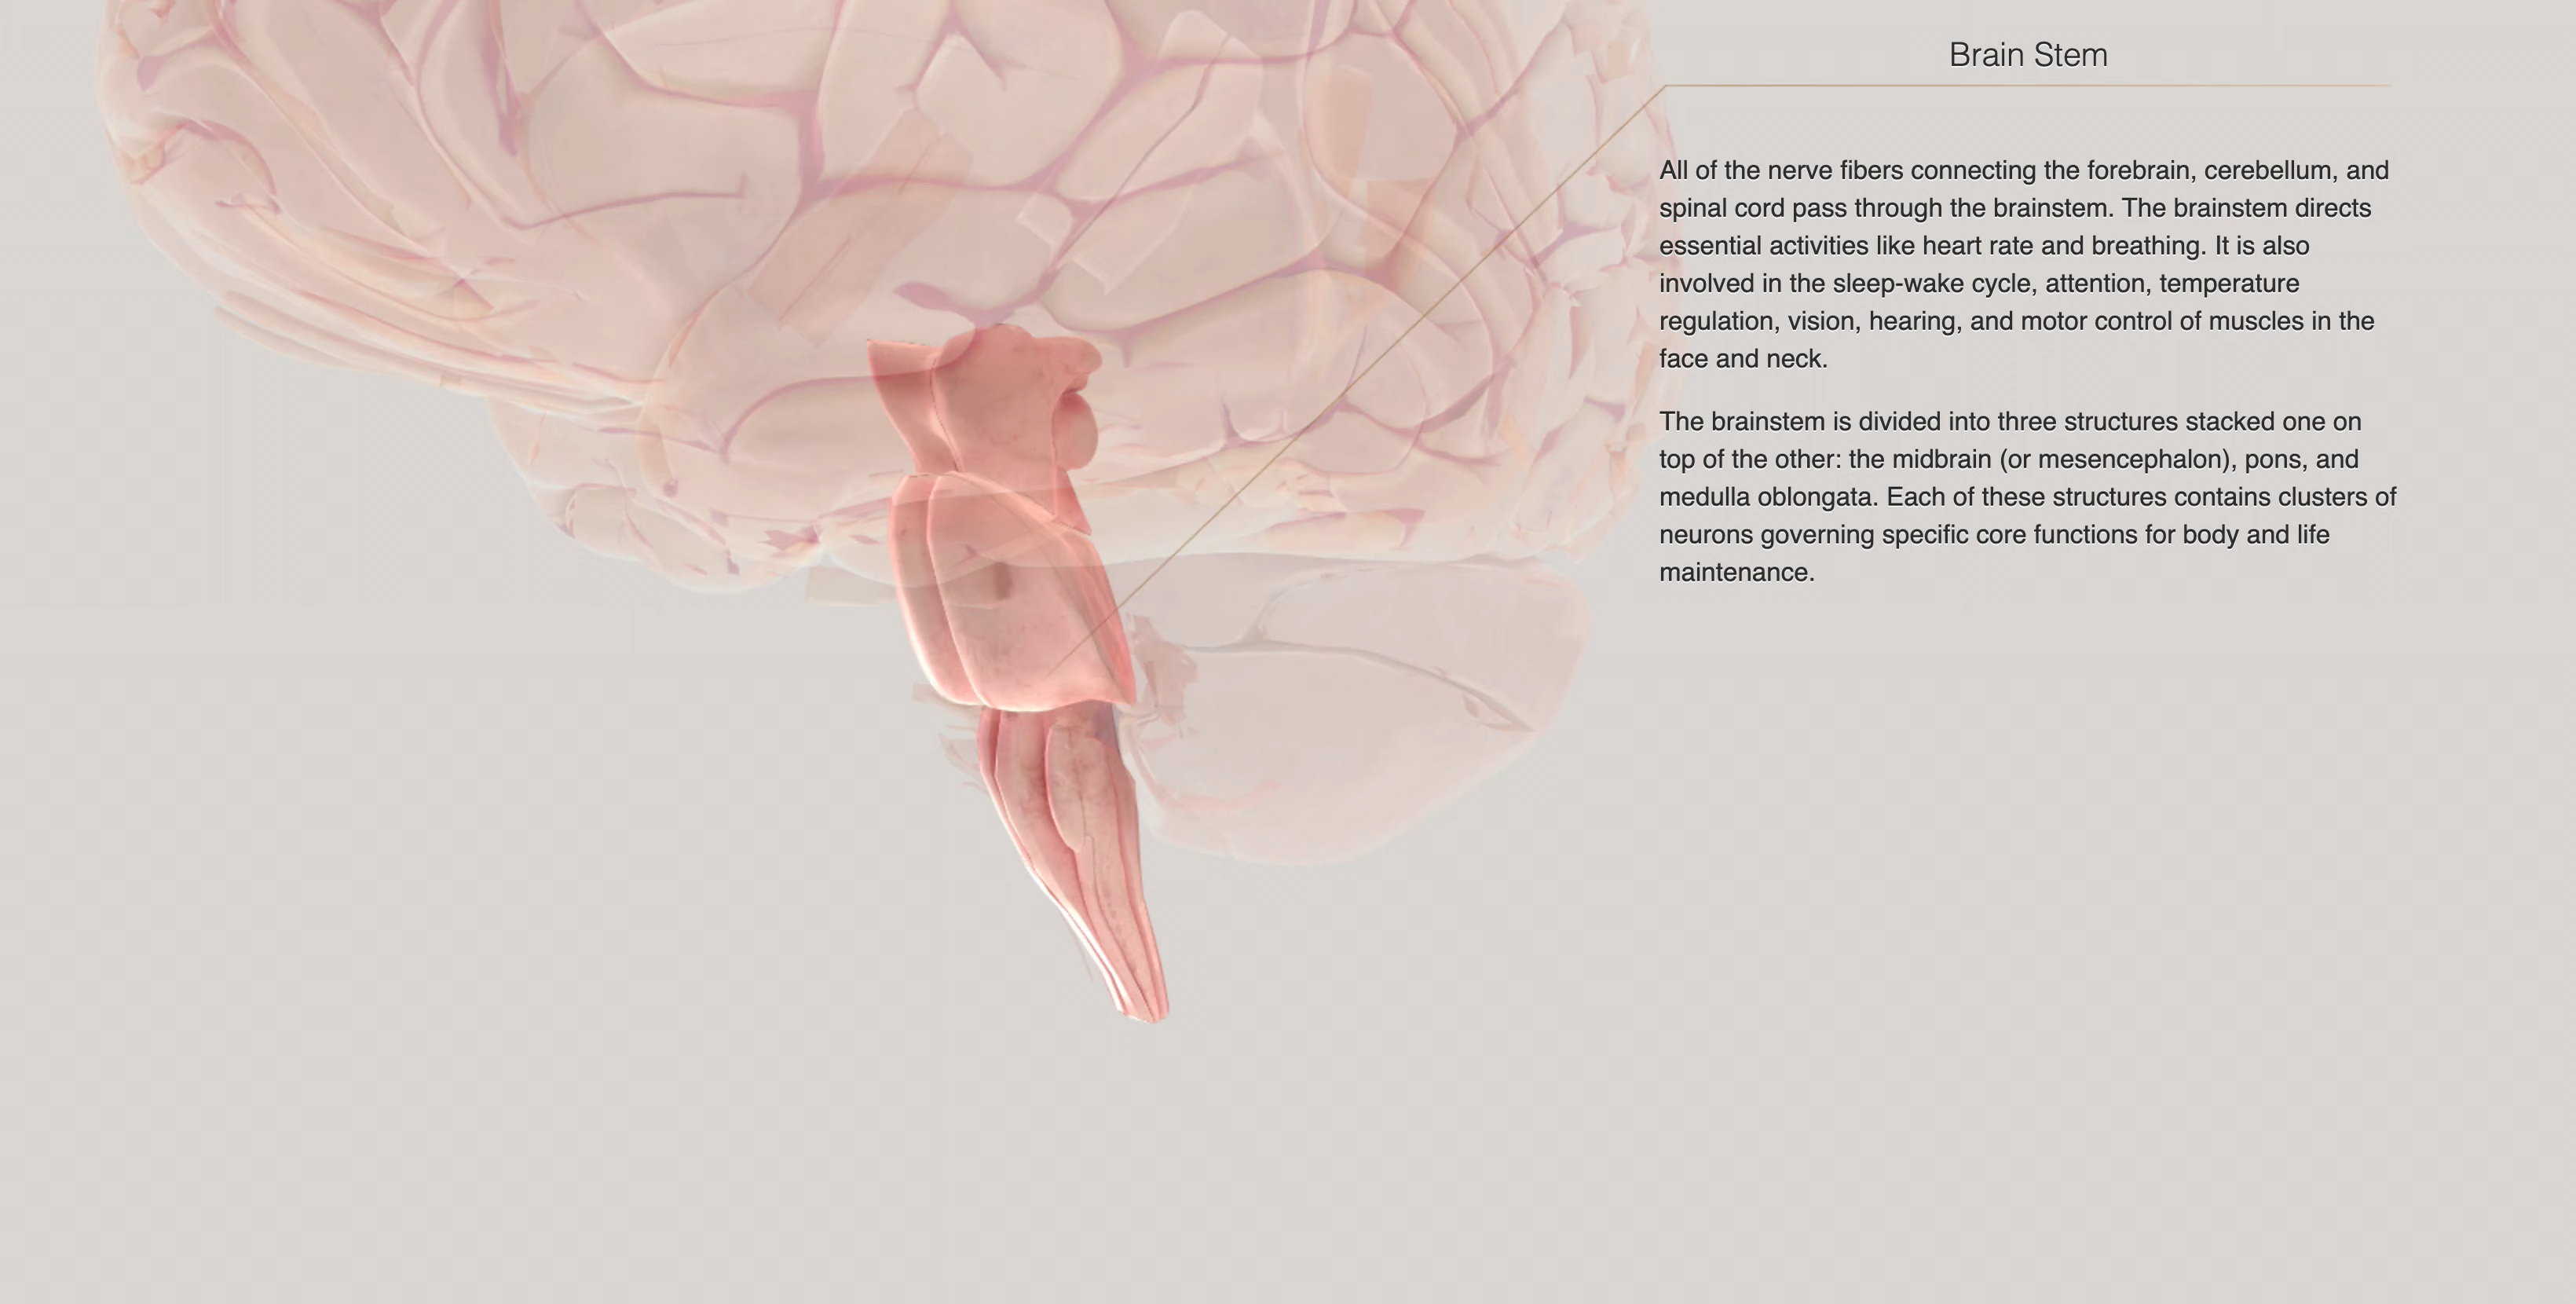 Brain Stem
All of the nerve fibers connecting the forebrain, cerebellum, and
spinal cord pass through the brainstem. The brainstem directs
essential activities like heart rate and breathing. It is also
involved in the sleep-wake cycle, attention, temperature
regulation, vision, hearing, and motor control of muscles in the
face and neck.
The brainstem is divided into three structures stacked one on
top of the other: the midbrain (or mesencephalon), pons, and
medulla oblongata. Each of these structures contains clusters of
neurons governing specific core functions for body and life
maintenance.